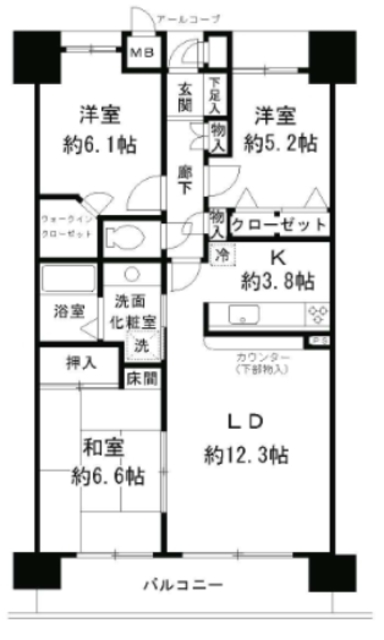 アールコーブ
MB
玄関
下足入
洋室
約6.1帖
洋室
約5.2帖
物入
廊下
物入
クローゼット
ウォークイン
クローゼット
冷
K
約3.8帖
浴室
洗面
化粧室
洗
PS
カウンター
(下部物入)
押入
床間
和室
約6.6帖
LD
約12.3帖
バルコニー